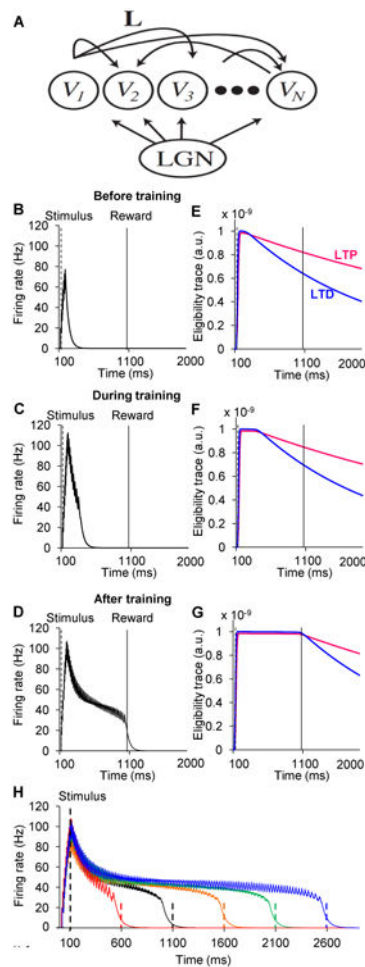 A
L
V1 V2 V3 VN
LGN
Before training
B
Stimulus Reward
Firing rate (Hz)
120
100
80
60
40
20
0
100 1100 2000
Time (ms)
E
x 10-9
Eligibility trace (a.u.)
1
0.8
0.6
0.4
0.2
0
LTP
LTD
100 1100 2000
Time (ms)
During training
C
Stimulus Reward
Firing rate (Hz)
120
100
80
60
40
20
0
100 1100 2000
Time (ms)
F
x 10-9
Eligibility trace (a.u.)
1
0.8
0.6
0.4
0.2
0
100 1100 2000
Time (ms)
After training
D
Stimulus Reward
Firing rate (Hz)
120
100
80
60
40
20
0
100 1100 2000
Time (ms)
G
x 10-9
Eligibility trace (a.u.)
1
0.8
0.6
0.4
0.2
0
100 1100 2000
Time (ms)
H
Stimulus
Firing rate (Hz)
120
100
80
60
40
20
0
100 600 1100 1600 2100 2600
Time (ms)